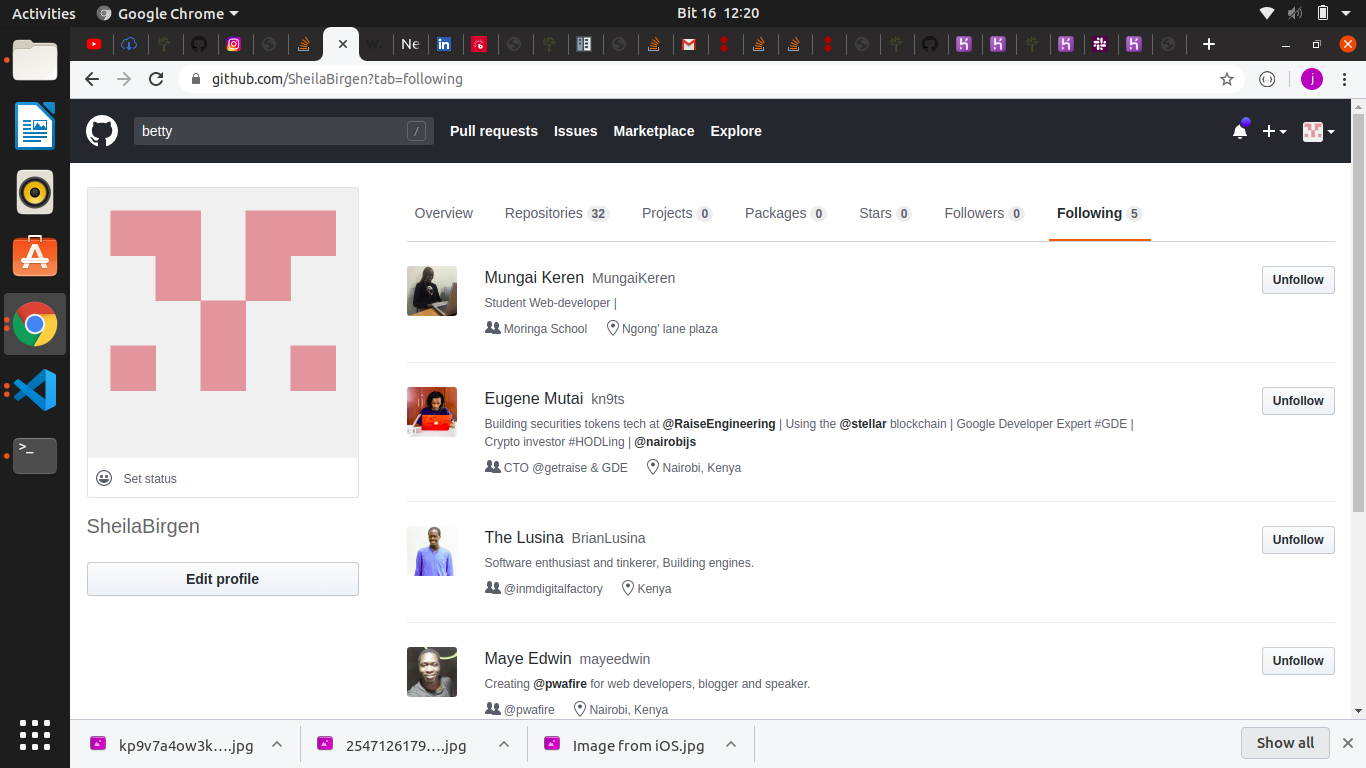 Activities Google Chrome Bit 16 12:20
w. Ne
github.com/SheilaBirgen?tab=following j
betty / Pull requests Issues Marketplace Explore
Overview Repositories 32 Projects 0 Packages 0 Stars 0 Followers 0 Following 5
Mungai Keren MungaiKeren Unfollow
Student Web-developer |
Moringa School Ngong' lane plaza
Eugene Mutai kn9ts Unfollow
Building securities tokens tech at @RaiseEngineering | Using the @stellar blockchain | Google Developer Expert #GDE |
Crypto investor #HODLing | @nairobijs
CTO @getraise & GDE Nairobi, Kenya
Set status
SheilaBirgen
Edit profile
The Lusina BrianLusina Unfollow
Software enthusiast and tinkerer, Building engines.
@inmdigitalfactory Kenya
Maye Edwin mayeedwin Unfollow
Creating @pwafire for web developers, blogger and speaker.
@pwafire Nairobi, Kenya
kp9v7a4ow3k....jpg 2547126179....jpg Image from iOS.jpg Show all